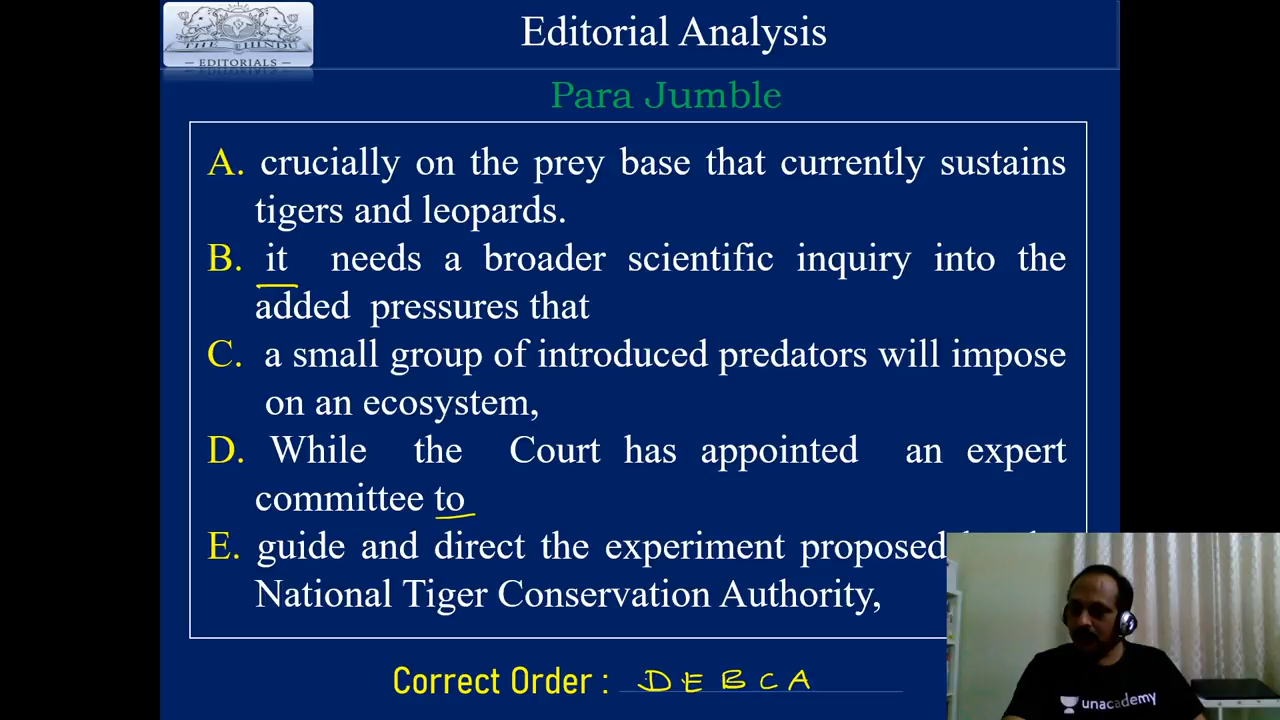 THE HINDU
— EDITORIALS —
Editorial Analysis
Para Jumble
A. crucially on the prey base that currently sustains
tigers and leopards.
B. it needs a broader scientific inquiry into the
added pressures that
C. a small group of introduced predators will impose
on an ecosystem,
D. While the Court has appointed an expert
committee to
E. guide and direct the experiment proposed
National Tiger Conservation Authority,
Correct Order : D E B C A
unacademy